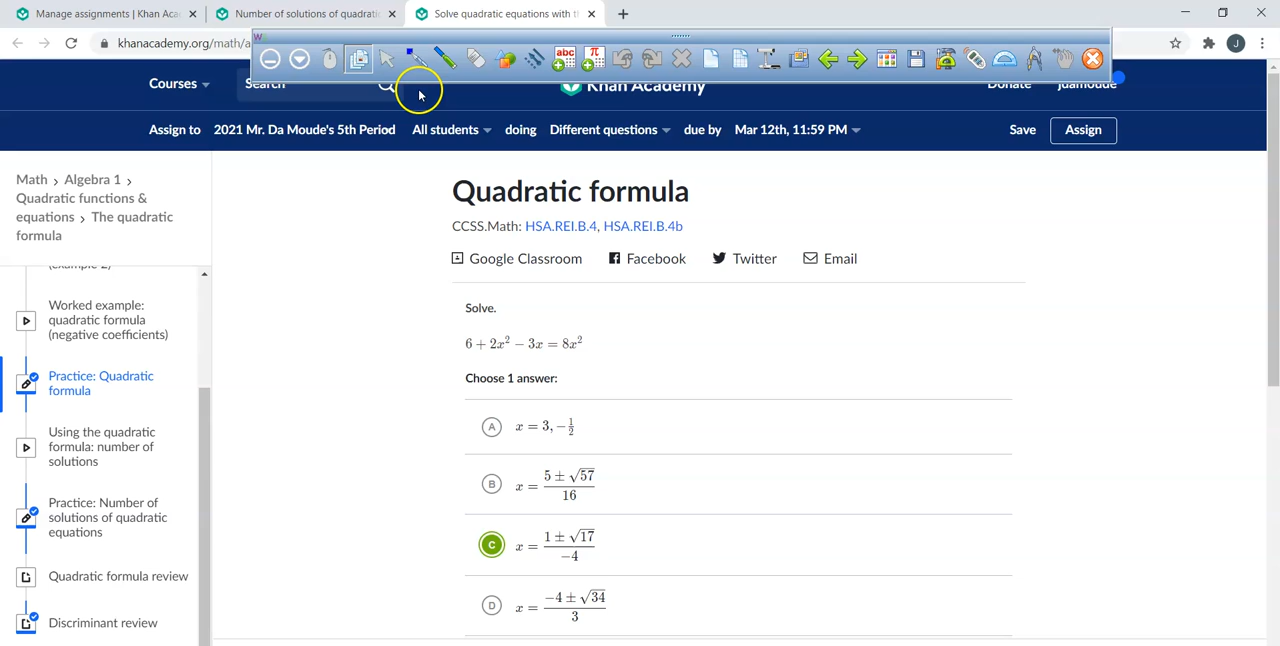 Manage assignments | Khan Aca
Number of solutions of quadrati
Solve quadratic equations with th
khanacademy.org/math/a
abc
π
J
Courses
Search
Khan Academy
Donate
juamoude
Assign to 2021 Mr. Da Moude's 5th Period All students doing Different questions due by Mar 12th, 11:59 PM
Save
Assign
Math > Algebra 1 >
Quadratic functions &
equations > The quadratic
formula
(example 2)
Worked example:
quadratic formula
(negative coefficients)
Practice: Quadratic
formula
Using the quadratic
formula: number of
solutions
Practice: Number of
solutions of quadratic
equations
Quadratic formula review
Discriminant review
Quadratic formula
CCSS.Math: HSA.REI.B.4, HSA.REI.B.4b
Google Classroom Facebook Twitter Email
Solve.
6 + 2x² − 3x = 8x²
Choose 1 answer:
A x = 3, −1/2
B x = (5 ± √57)/16
C x = (1 ± √17)/−4
D x = (−4 ± √34)/3